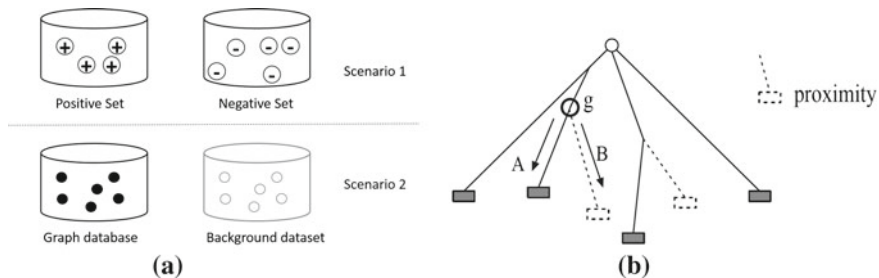 + + + +
- - - - - -
Scenario 1
Positive Set
Negative Set
Scenario 2
Graph database
Background dataset
(a)
g
A
B
proximity
(b)